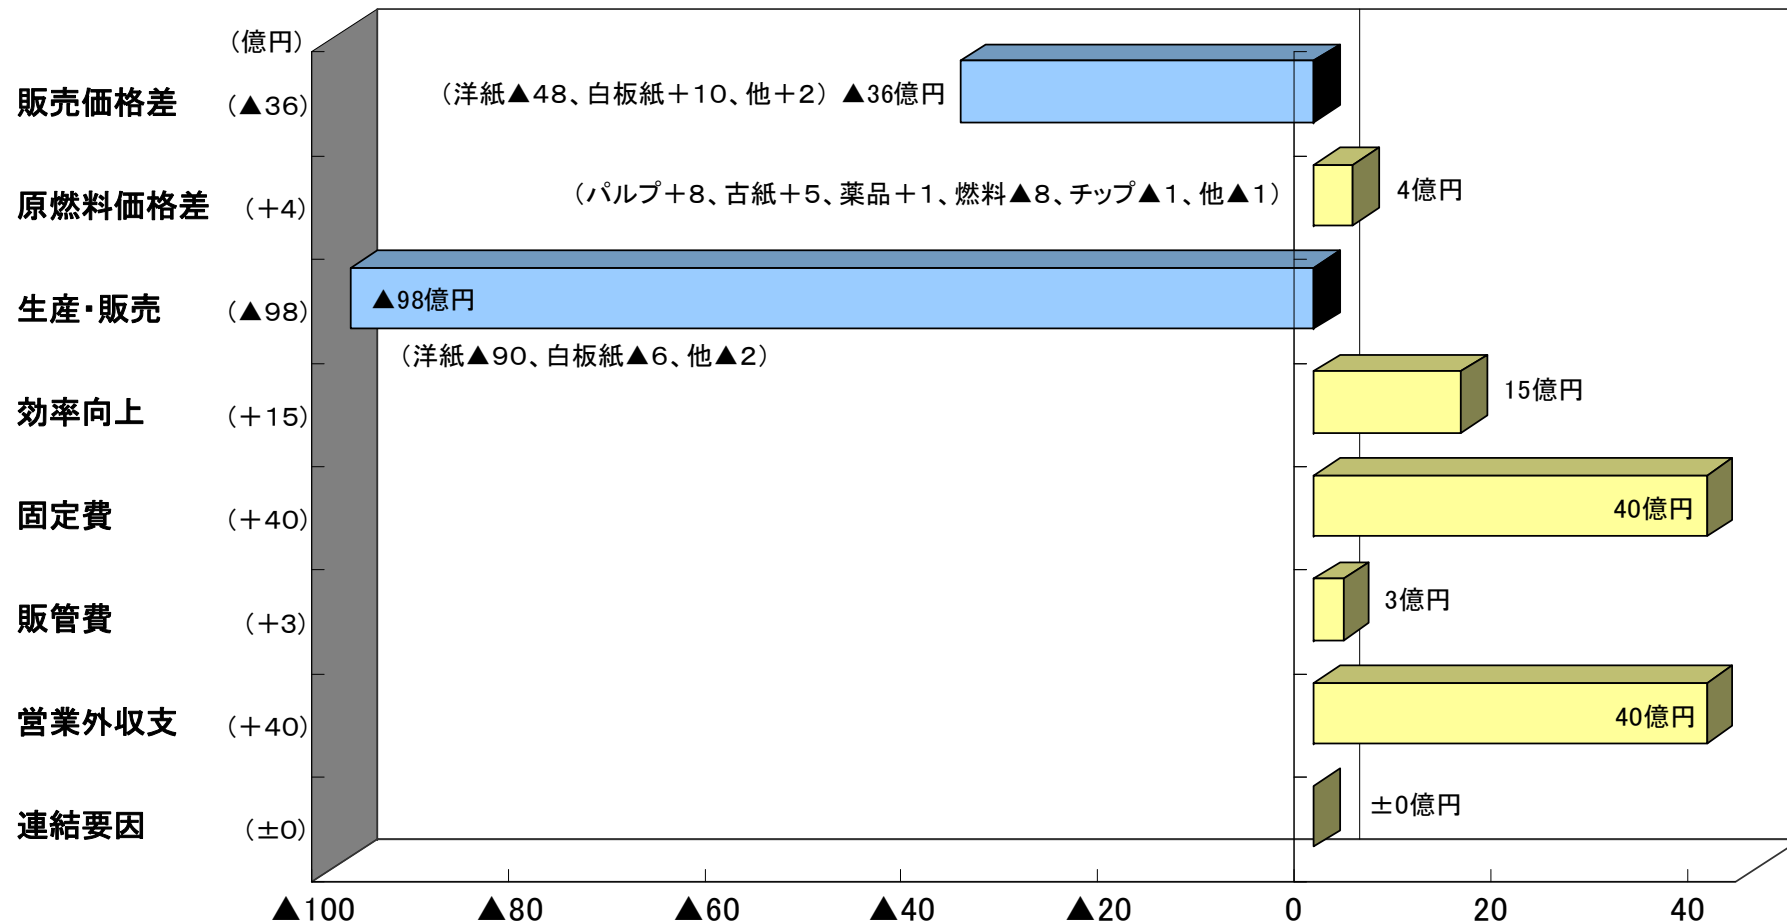 （億円）
販売価格差 （▲36） （洋紙▲48、白板紙＋10、他＋2） ▲36億円
原燃料価格差 （＋4） （パルプ＋8、古紙＋5、薬品＋1、燃料▲8、チップ▲1、他▲1） 4億円
生産・販売 （▲98） ▲98億円
（洋紙▲90、白板紙▲6、他▲2）
効率向上 （＋15） 15億円
固定費 （＋40） 40億円
販管費 （＋3） 3億円
営業外収支 （＋40） 40億円
連結要因 （±0） ±0億円
▲100 ▲80 ▲60 ▲40 ▲20 0 20 40